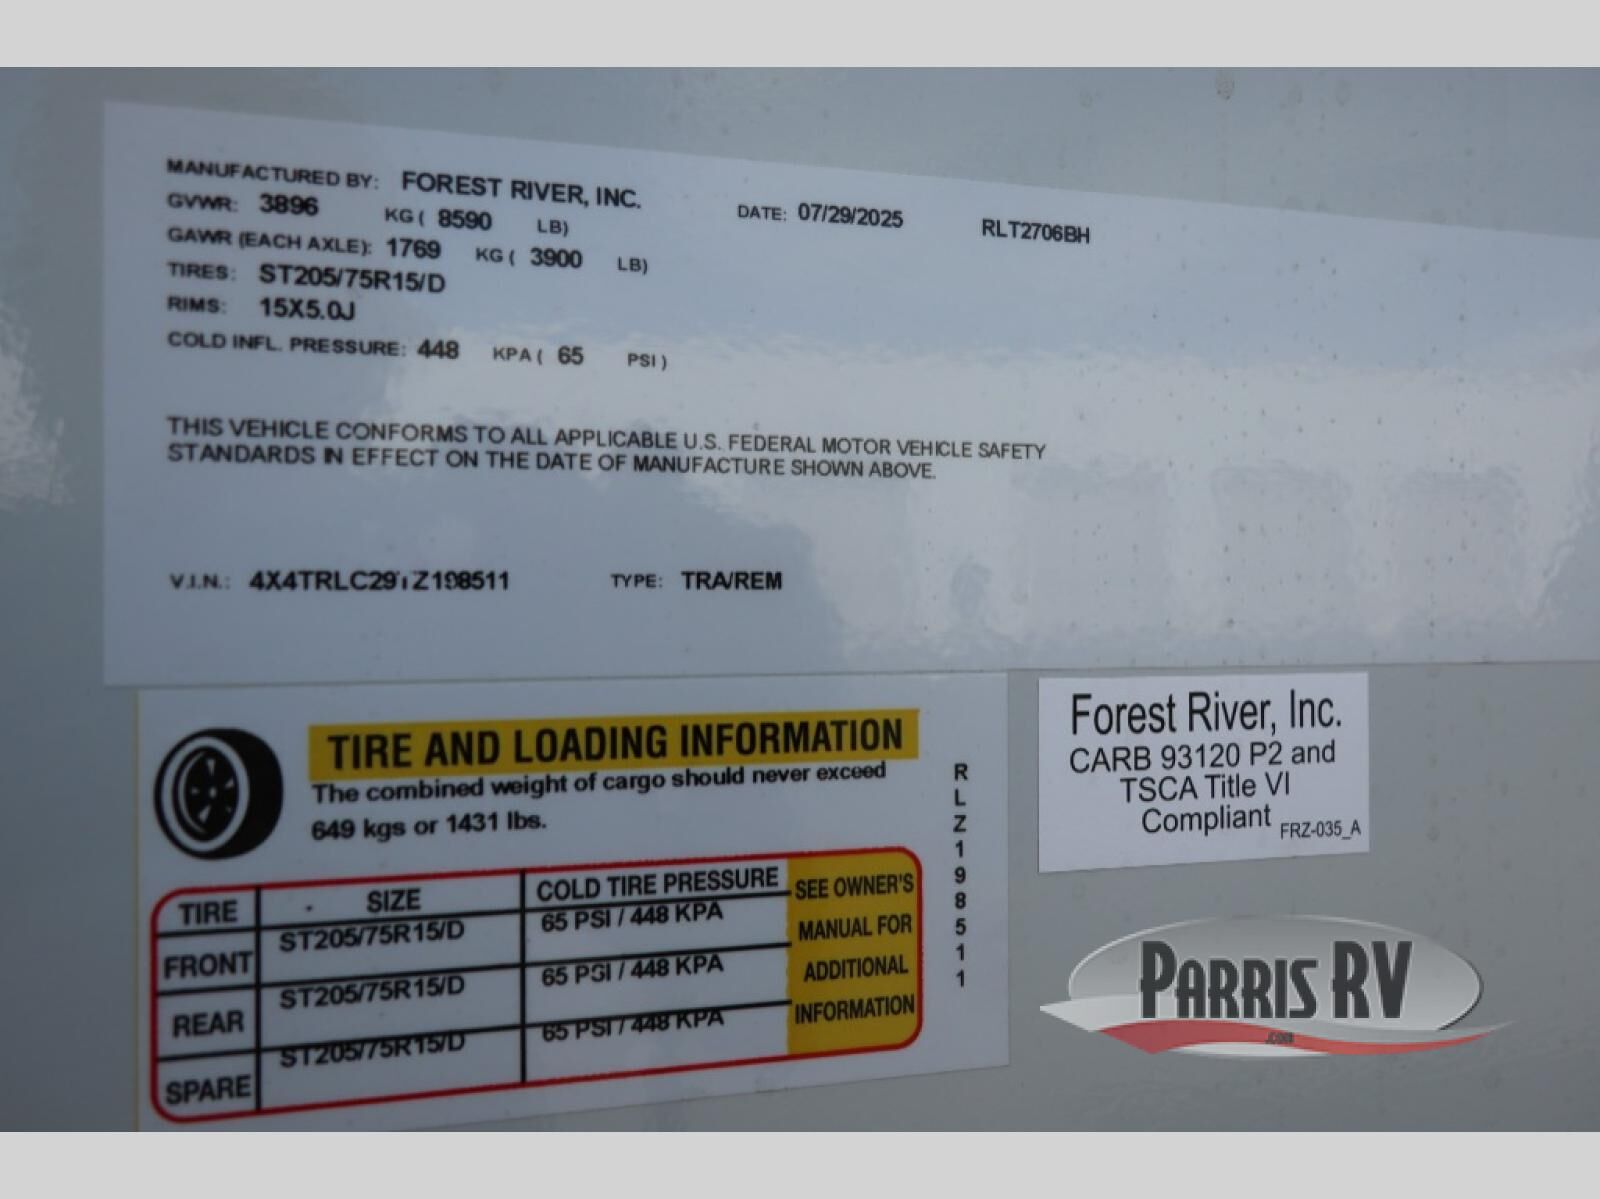 MANUFACTURED BY: FOREST RIVER, INC.
GVWR: 3896 KG ( 8590 LB) DATE: 07/29/2025 RLT2706BH
GAWR (EACH AXLE): 1769 KG ( 3900 LB)
TIRES: ST205/75R15/D
RIMS: 15X5.0J
COLD INFL. PRESSURE: 448 KPA ( 65 PSI )
THIS VEHICLE CONFORMS TO ALL APPLICABLE U.S. FEDERAL MOTOR VEHICLE SAFETY
STANDARDS IN EFFECT ON THE DATE OF MANUFACTURE SHOWN ABOVE.
V.I.N.: TYPE: TRA/REM
TIRE AND LOADING INFORMATION
The combined weight of cargo should never exceed
649 kgs or 1431 lbs.
TIRE SIZE COLD TIRE PRESSURE
FRONT ST205/75R15/D 65 PSI / 448 KPA
REAR ST205/75R15/D 65 PSI / 448 KPA
SPARE ST205/75R15/D 65 PSI / 448 KPA
SEE OWNER'S
MANUAL FOR
ADDITIONAL
INFORMATION
RLZ198511
Forest River, Inc.
CARB 93120 P2 and
TSCA Title VI
Compliant FRZ-035_A
PARRIS RV
.COM